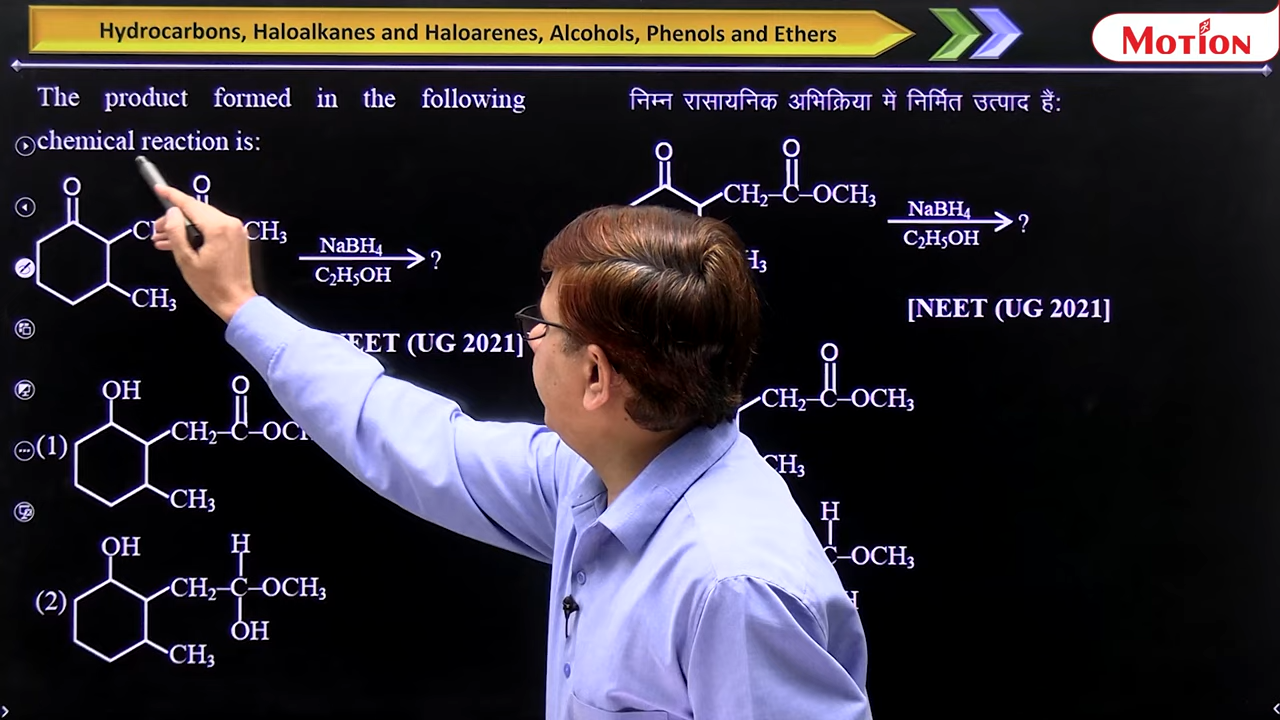 Hydrocarbons, Haloalkanes and Haloarenes, Alcohols, Phenols and Ethers
MOTION
The product formed in the following
chemical reaction is:
O
CH₃
NaBH₄
C₂H₅OH
?
CH₃
(UG 2021]
(1)
OH
O
CH₂–C–
CH₃
(2)
OH
H
CH₂–C–OCH₃
OH
CH₃
निम्न रासायनिक अभिक्रिया में निर्मित उत्पाद हैं:
O
O
CH₂–C–OCH₃
NaBH₄
C₂H₅OH
?
[NEET (UG 2021]
O
CH₂–C–OCH₃
CH₃
H
C–OCH₃